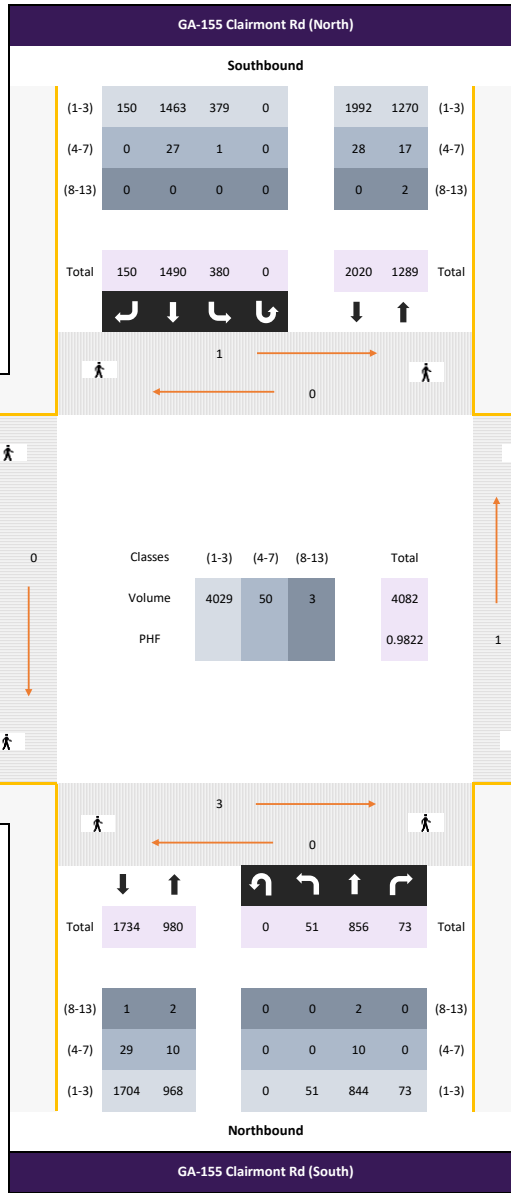 GA-155 Clairmont Rd (North)
Southbound
(1-3) 150 1463 379 0 1992 1270 (1-3)
(4-7) 0 27 1 0 28 17 (4-7)
(8-13) 0 0 0 0 0 2 (8-13)
Total 150 1490 380 0 2020 1289 Total
1
0
0
Classes (1-3) (4-7) (8-13) Total
Volume 4029 50 3 4082
PHF 0.9822
1
3
0
Total 1734 980 0 51 856 73 Total
(8-13) 1 2 0 0 2 0 (8-13)
(4-7) 29 10 0 0 10 0 (4-7)
(1-3) 1704 968 0 51 844 73 (1-3)
Northbound
GA-155 Clairmont Rd (South)